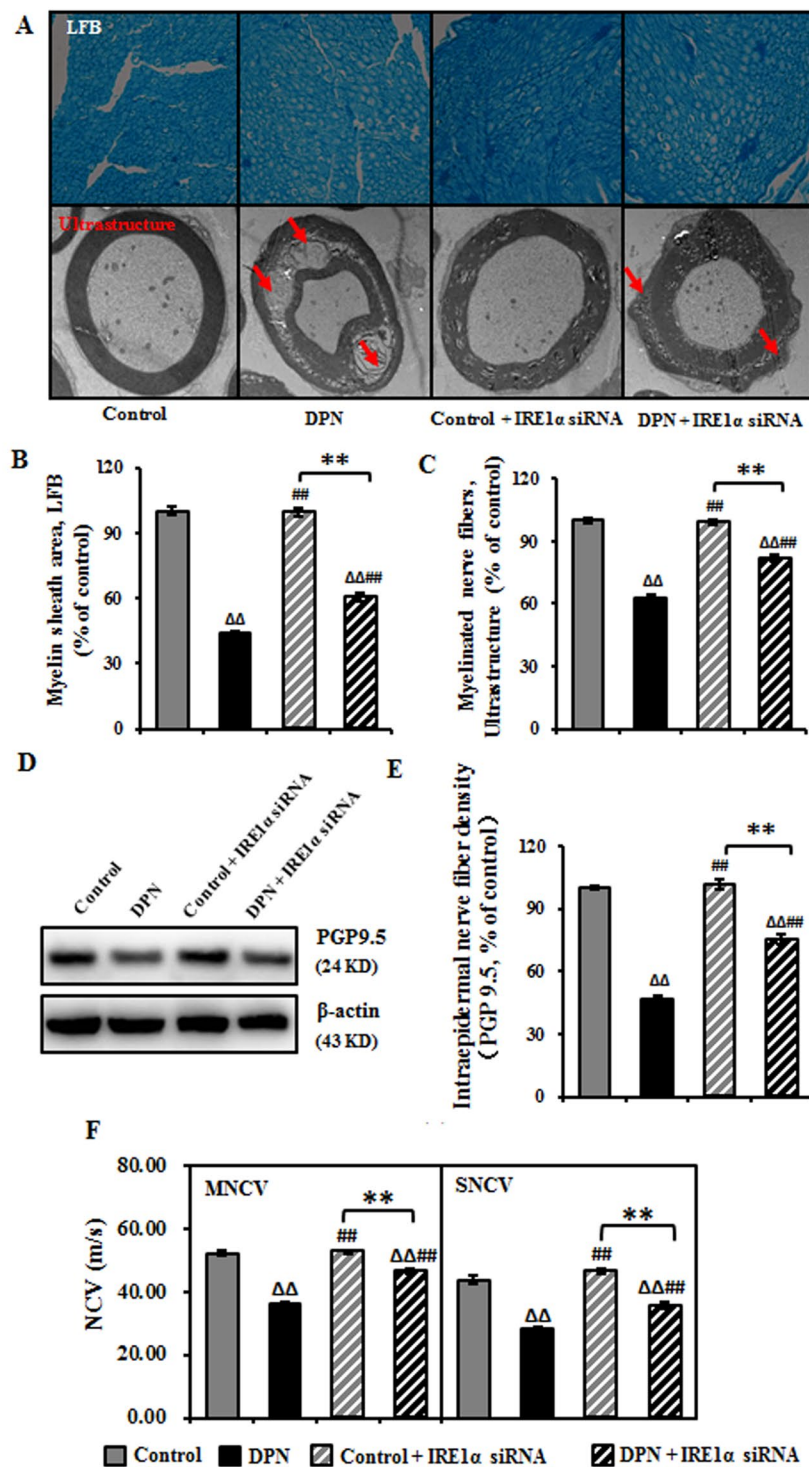 A
LFB
Ultrastructure
Control
DPN
Control + IRE1α siRNA
DPN + IRE1α siRNA
B
Myelin sheath area, LFB
(% of control)
120
90
60
30
0
ΔΔ
##
**
ΔΔ##
C
Myelinated nerve fibers,
Ultrastructure (% of control)
120
90
60
30
0
ΔΔ
##
**
ΔΔ##
D
Control
DPN
Control + IRE1α siRNA
DPN + IRE1α siRNA
PGP9.5
(24 KD)
β-actin
(43 KD)
E
Intraepidermal nerve fiber density
(PGP 9.5, % of control)
120
90
60
30
0
ΔΔ
##
**
ΔΔ##
F
NCV (m/s)
80.00
60.00
40.00
20.00
0.00
MNCV
ΔΔ
##
**
ΔΔ##
SNCV
ΔΔ
##
**
ΔΔ##
Control
DPN
Control + IRE1α siRNA
DPN + IRE1α siRNA